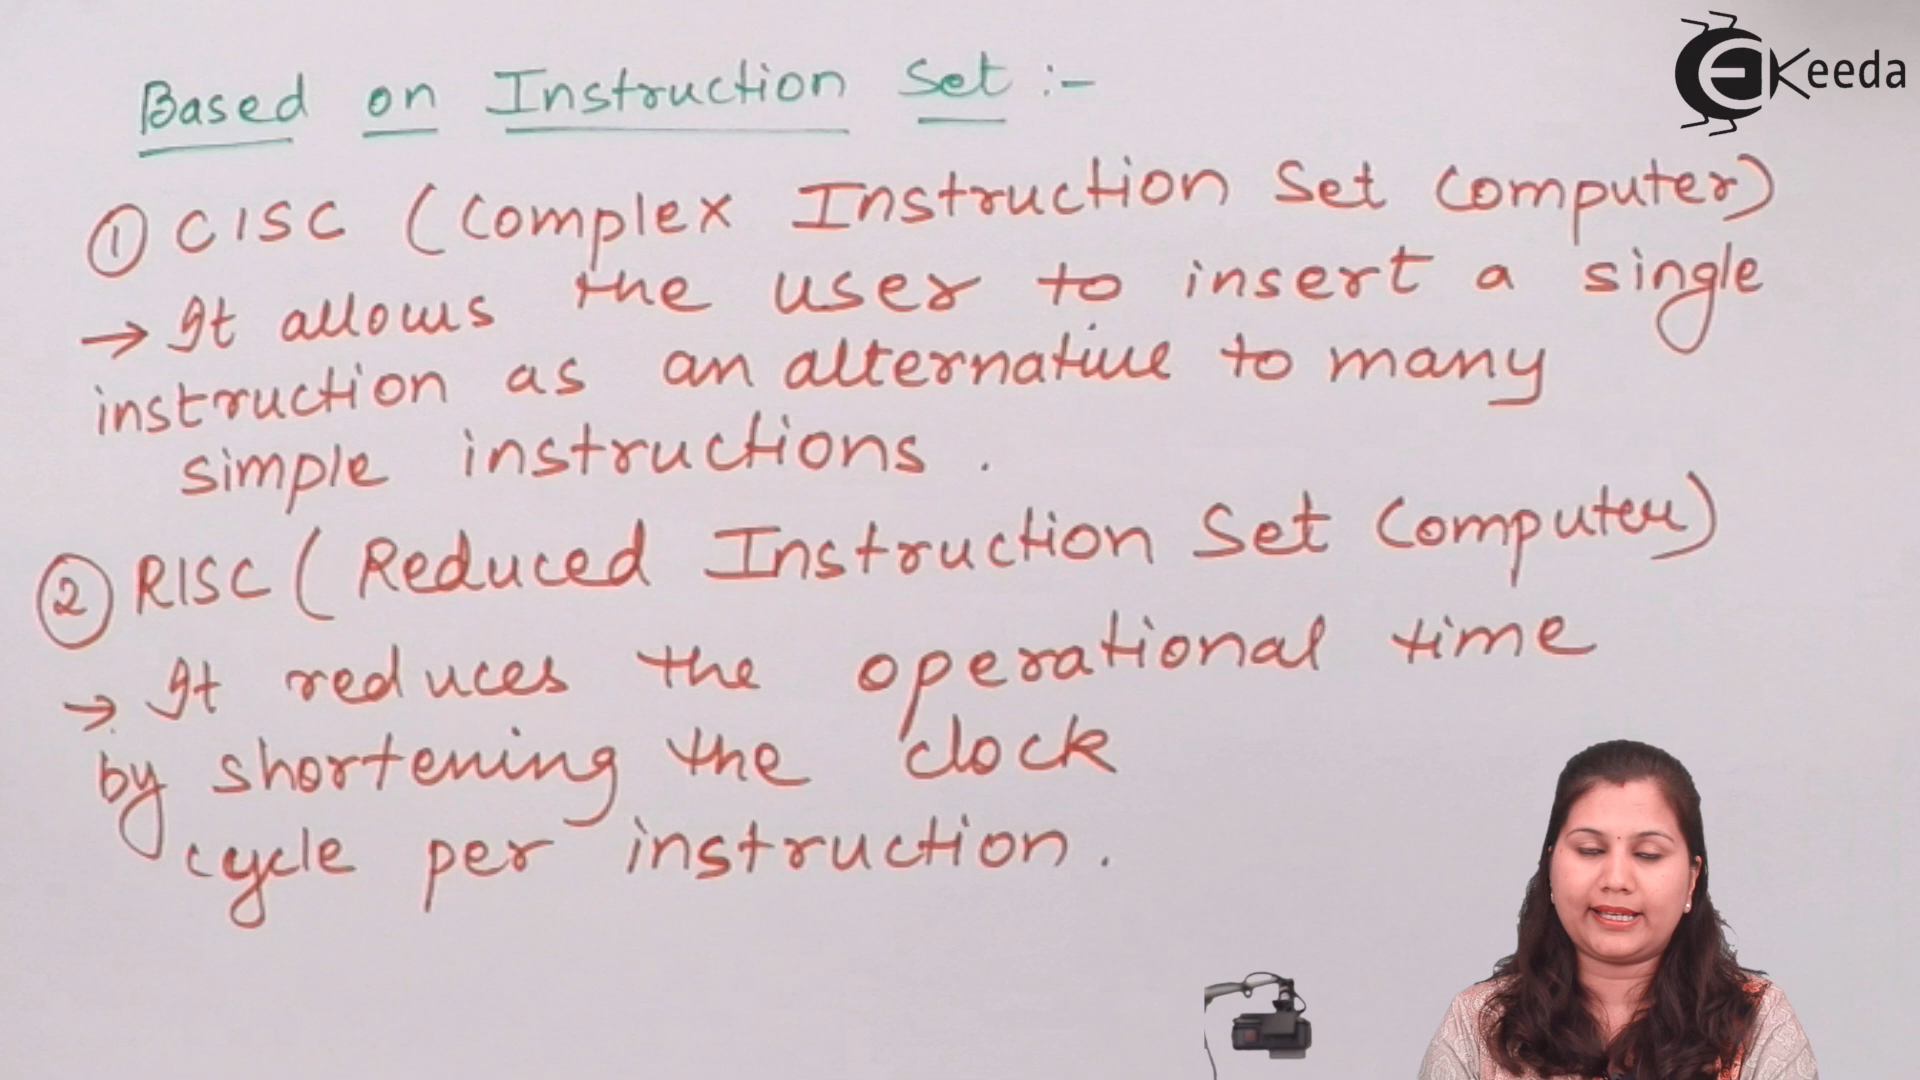 EKeeda
Based on Instruction Set :-
① CISC (Complex Instruction Set Computer)
→ It allows the user to insert a single
instruction as an alternative to many
simple instructions.
② RISC (Reduced Instruction Set Computer)
→ It reduces the operational time
by shortening the clock
cycle per instruction.